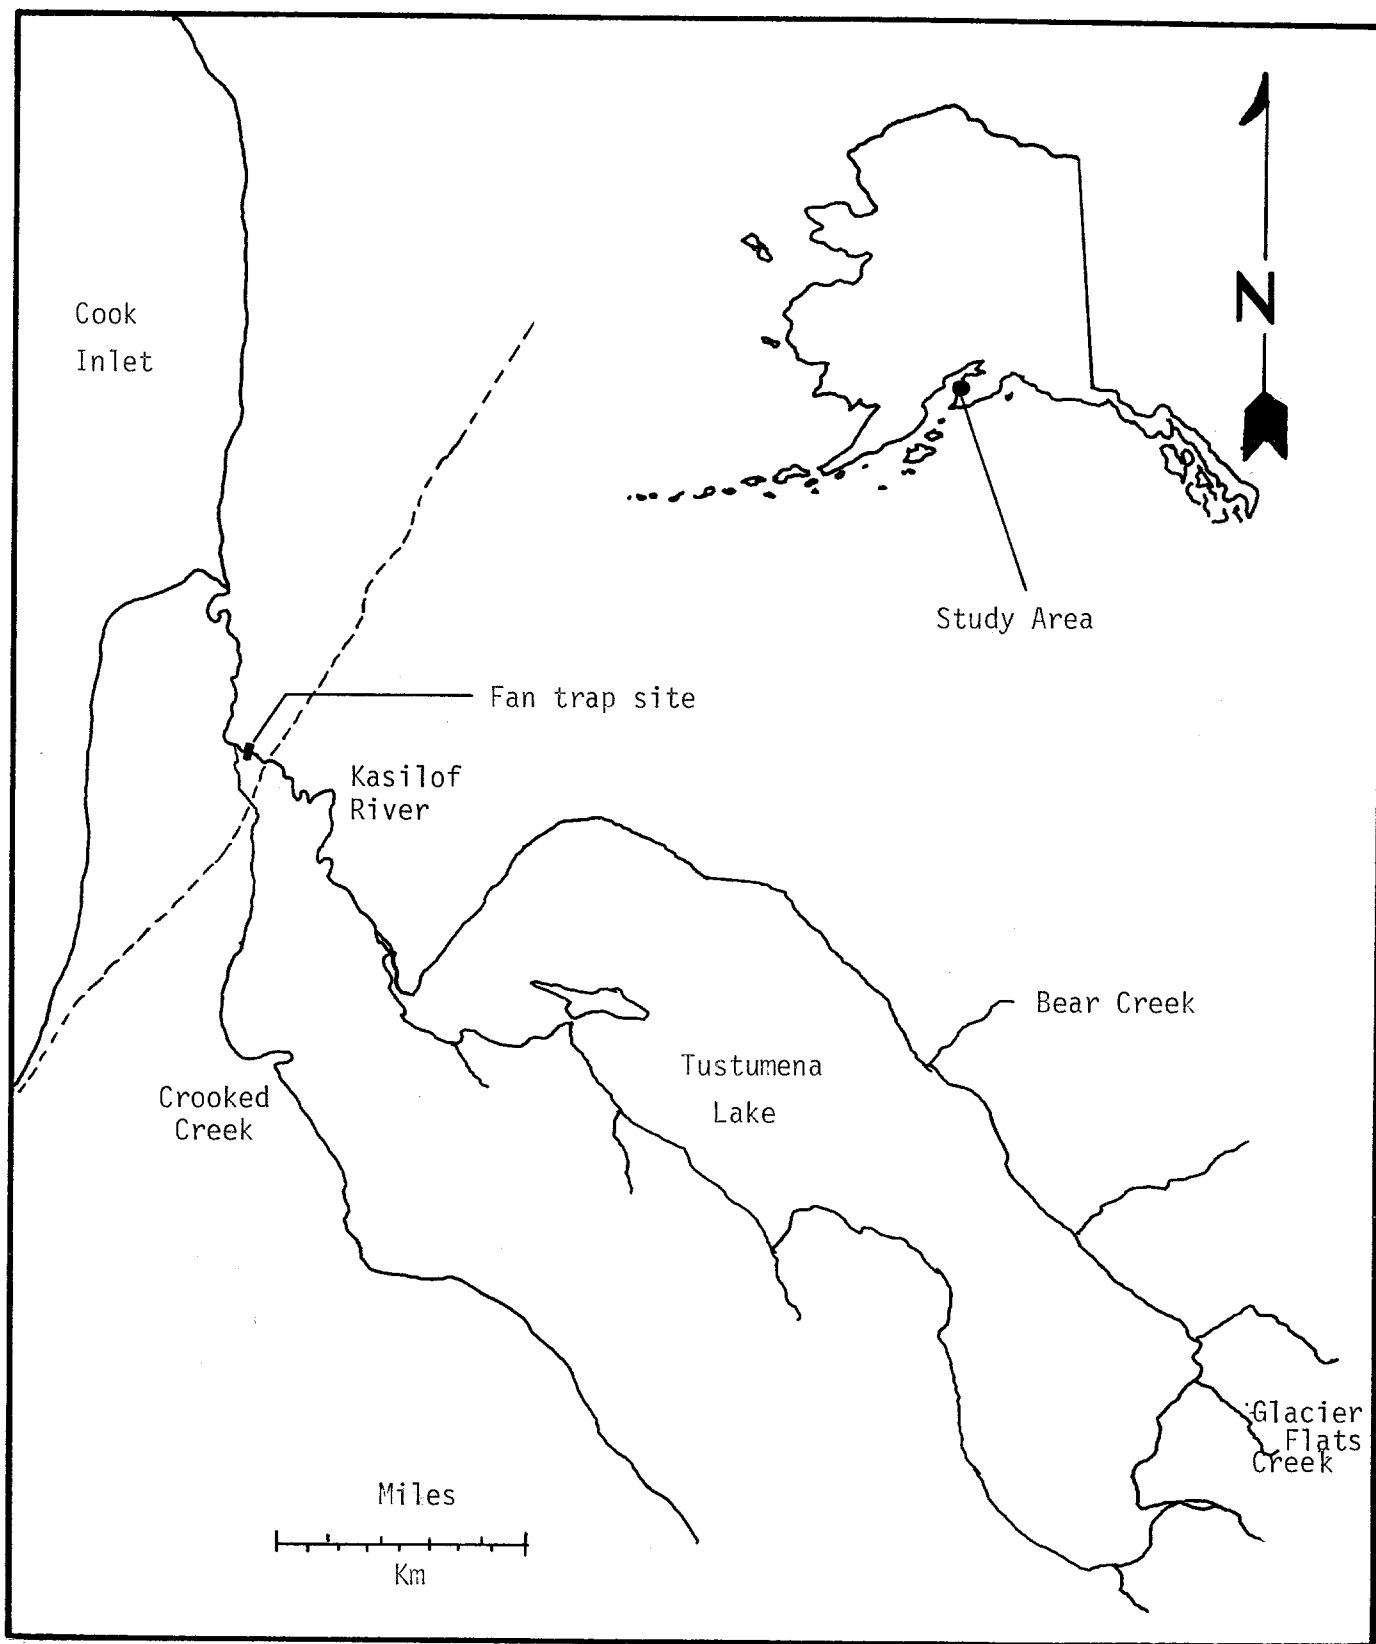 N
Cook
Inlet
Study Area
Fan trap site
Kasilof
River
Bear Creek
Tustumena
Lake
Crooked
Creek
Glacier
Flats
Creek
Miles
Km